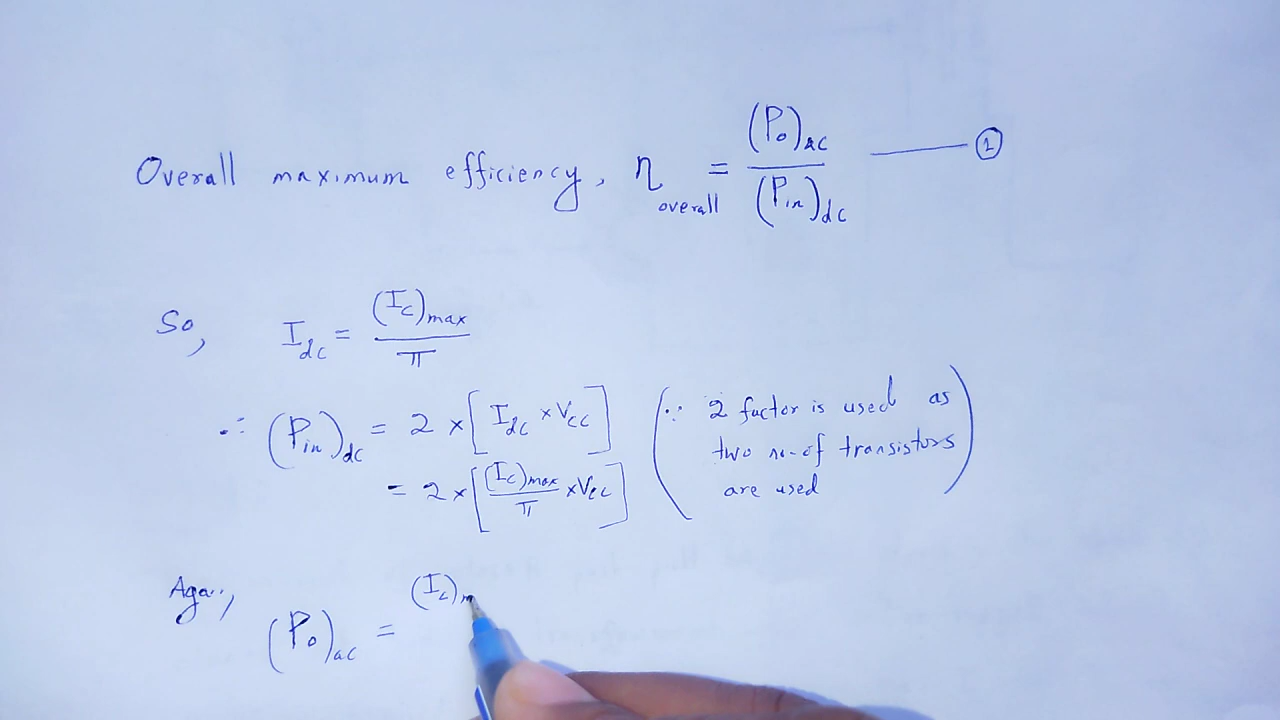 Overall maximum efficiency, η overall = (Po)ac / (Pin)dc —— ①
So, Idc = (Ic)max / π
∴ (Pin)dc = 2 × [Idc × Vcc] (∵ 2 factor is used as
two no. of transistors
= 2 × [(Ic)max / π × Vcc] are used)
Again,
(Po)ac = (Ic)m